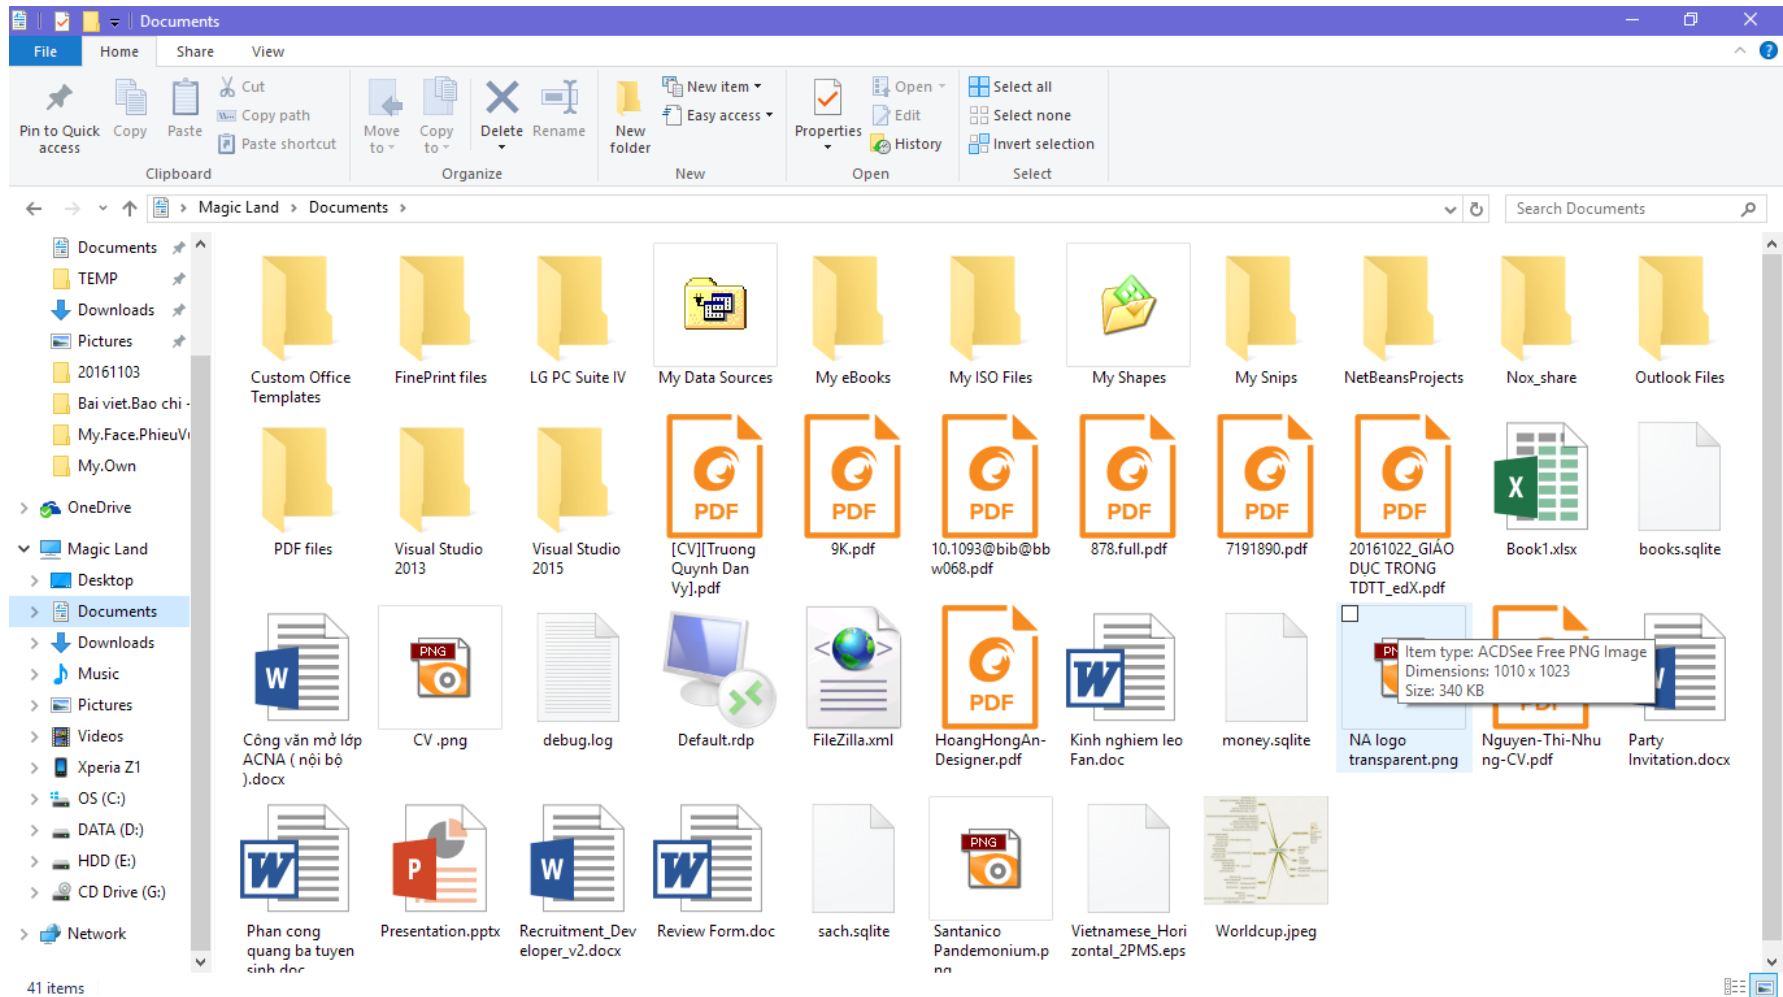 Documents
File Home Share View
Pin to Quick access
Copy
Paste
Cut
Copy path
Paste shortcut
Clipboard
Move to
Copy to
Delete
Rename
Organize
New folder
New item
Easy access
New
Properties
Open
Edit
History
Open
Select all
Select none
Invert selection
Select
Magic Land > Documents >
Search Documents
Documents
TEMP
Downloads
Pictures
20161103
Bai viet.Bao chi -
My.Face.PhieuVi
My.Own
OneDrive
Magic Land
Desktop
Documents
Downloads
Music
Pictures
Videos
Xperia Z1
OS (C:)
DATA (D:)
HDD (E:)
CD Drive (G:)
Network
Custom Office
Templates
FinePrint files
LG PC Suite IV
My Data Sources
My eBooks
My ISO Files
My Shapes
My Snips
NetBeansProjects
Nox_share
Outlook Files
PDF files
Visual Studio
2013
Visual Studio
2015
PDF
[CV][Truong
Quynh Dan
Vy].pdf
PDF
9K.pdf
PDF
10.1093@bib@bb
w068.pdf
PDF
878.full.pdf
PDF
7191890.pdf
PDF
20161022_GIÁO
DỤC TRONG
TDTT_edX.pdf
X
Book1.xlsx
books.sqlite
W
Công văn mở lớp
ACNA ( nội bộ
).docx
PNG
CV .png
debug.log
Default.rdp
FileZilla.xml
PDF
HoangHongAn-
Designer.pdf
W
Kinh nghiem leo
Fan.doc
money.sqlite
Item type: ACDSee Free PNG Image
Dimensions: 1010 x 1023
Size: 340 KB
NA logo
transparent.png
Nguyen-Thi-Nhu
ng-CV.pdf
Party
Invitation.docx
W
Phan cong
quang ba tuyen
sinh doc
P
Presentation.pptx
W
Recruitment_Dev
eloper_v2.docx
W
Review Form.doc
sach.sqlite
PNG
Santanico
Pandemonium.p
ng
Vietnamese_Hori
zontal_2PMS.eps
Worldcup.jpeg
41 items